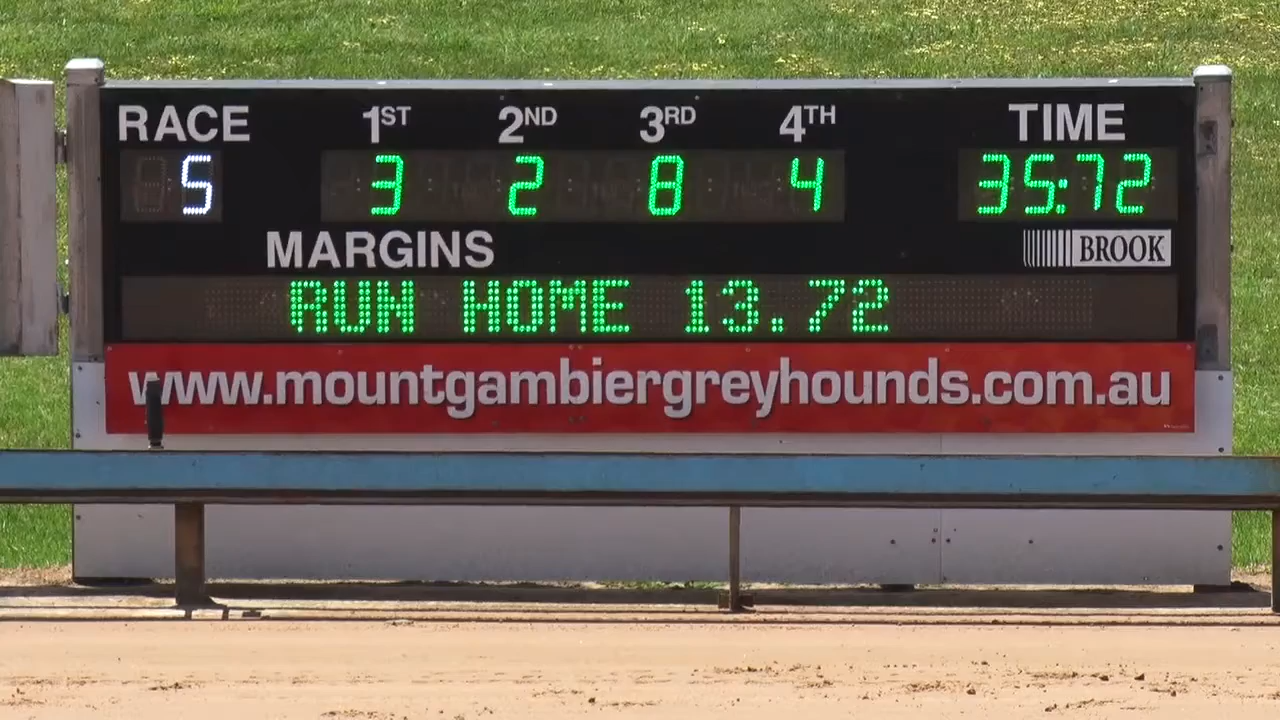 RACE 1ST 2ND 3RD 4TH TIME
5 3 2 8 4 35:72
MARGINS BROOK
RUN HOME 13.72
www.mountgambiergreyhounds.com.au